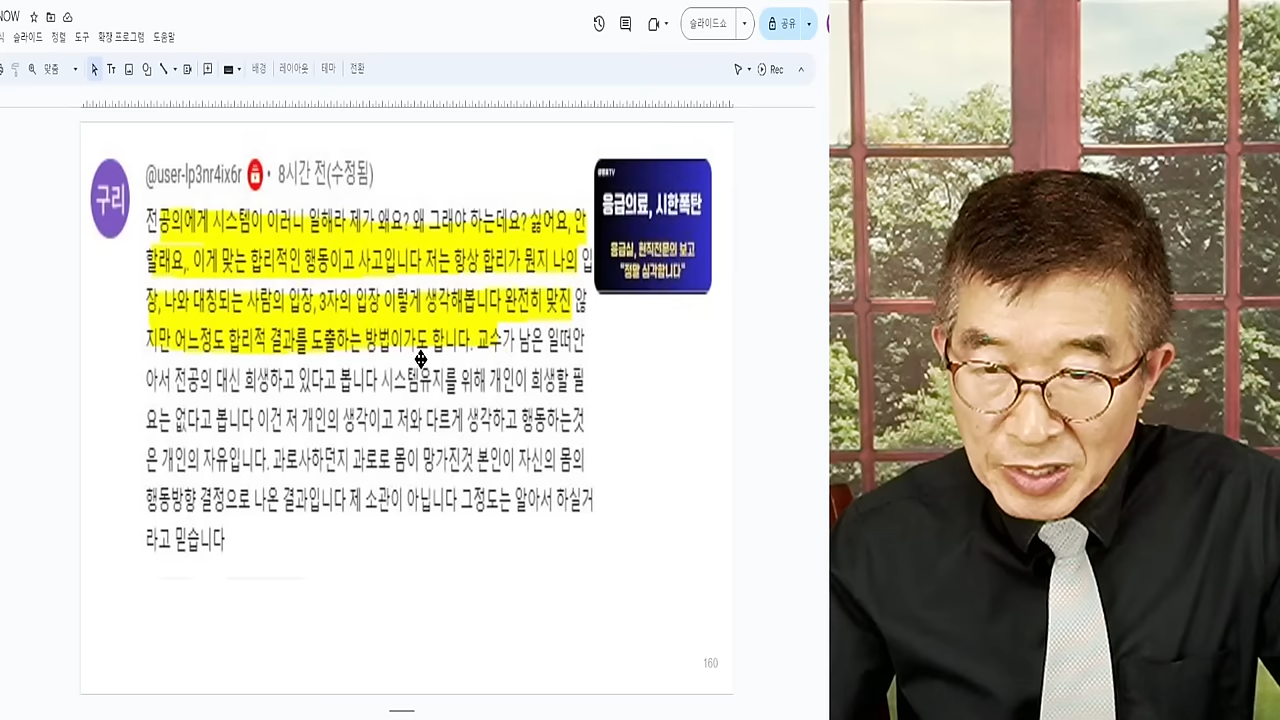 NOW
슬라이드 정렬 도구 확장 프로그램 도움말
슬라이드쇼
공유
맞춤
Tт
배경
레이아웃
테마
전환
Rec
구리
@user-lp3nr4ix6r
· 8시간 전(수정됨)
전공의에게 시스템이 이러니 일해라 제가 왜요? 왜 그래야 하는데요? 싫어요, 안
할래요,. 이게 맞는 합리적인 행동이고 사고입니다 저는 항상 합리가 뭔지 나의 입
장, 나와 대칭되는 사람의 입장, 3자의 입장 이렇게 생각해봅니다 완전히 맞진 않
지만 어느정도 합리적 결과를 도출하는 방법이가도 합니다. 교수가 남은 일떠안
아서 전공의 대신 희생하고 있다고 봅니다 시스템유지를 위해 개인이 희생할 필
요는 없다고 봅니다 이건 저 개인의 생각이고 저와 다르게 생각하고 행동하는것
은 개인의 자유입니다. 과로사하던지 과로로 몸이 망가진것 본인이 자신의 몸의
행동방향 결정으로 나온 결과입니다 제 소관이 아닙니다 그정도는 알아서 하실거
라고 믿습니다
응급의료, 시한폭탄
응급실, 현직전문의 보고
"정말 심각합니다"
160